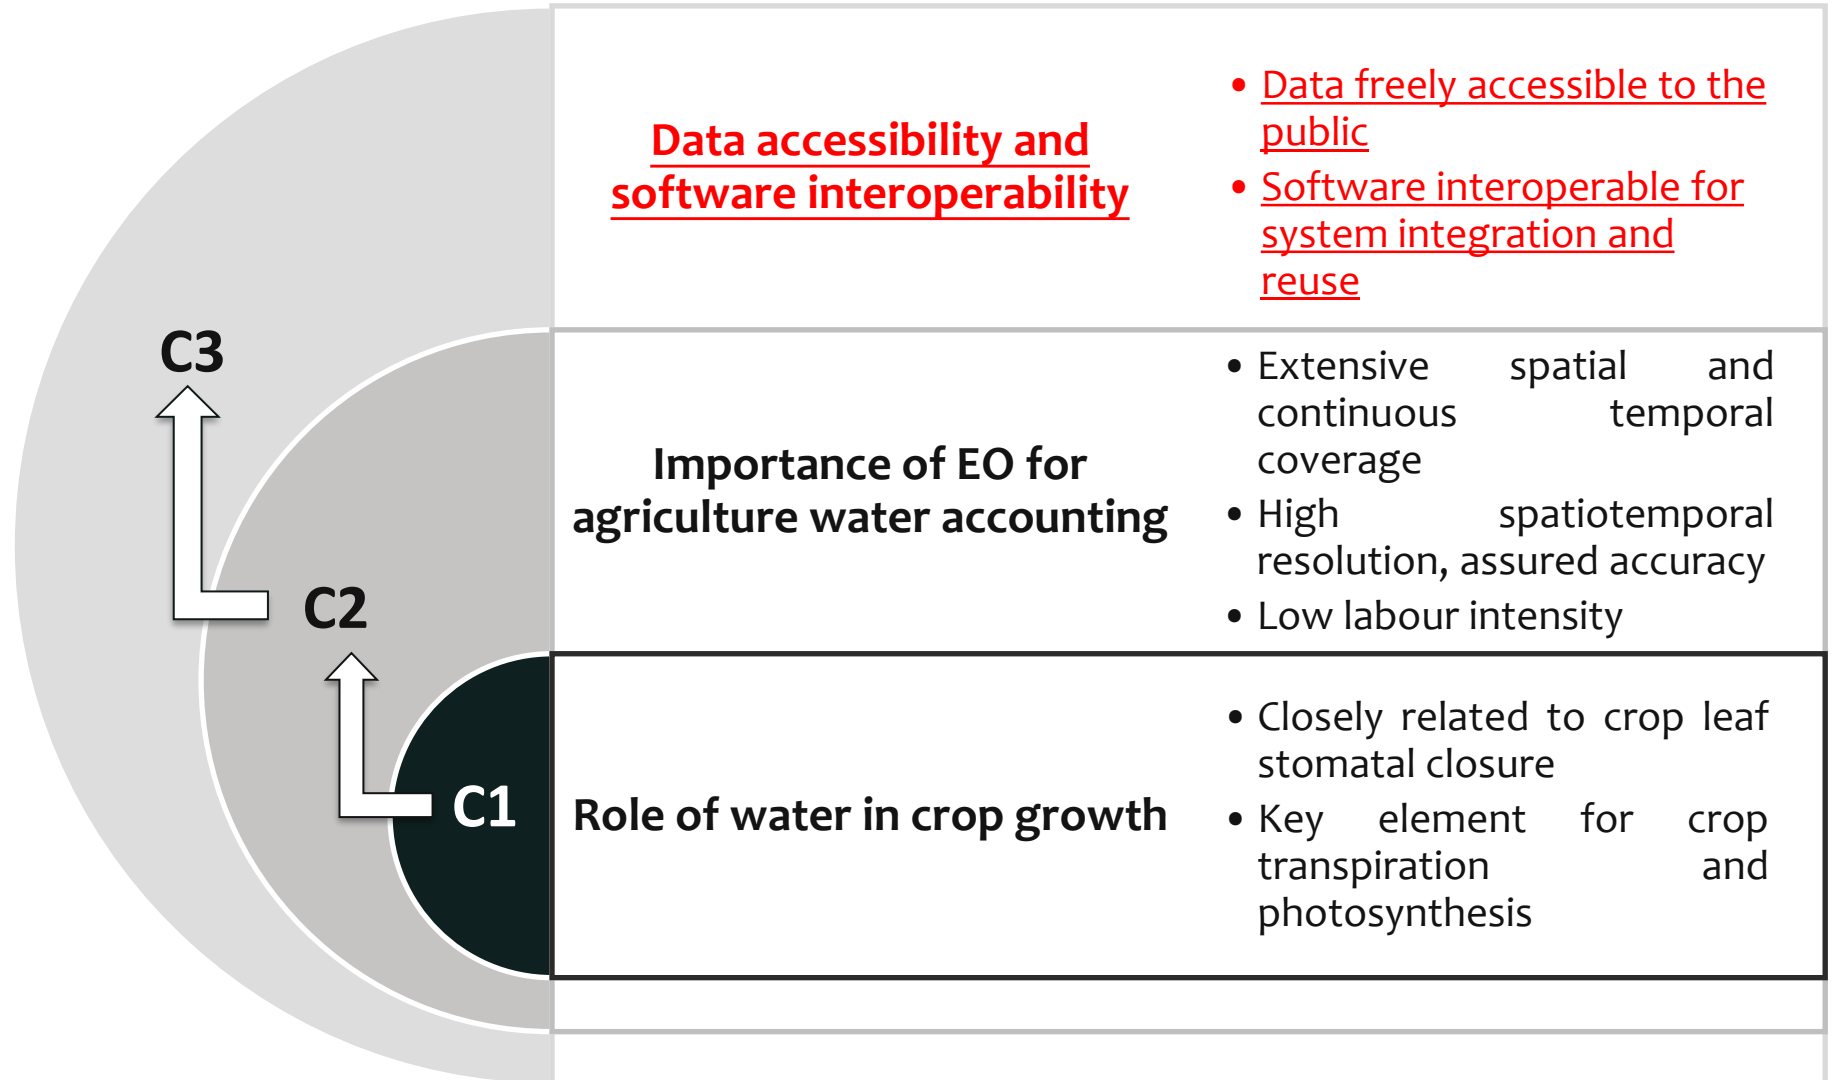 C3
Data accessibility and
software interoperability
• Data freely accessible to the
public
• Software interoperable for
system integration and
reuse
C2
Importance of EO for
agriculture water accounting
• Extensive spatial and
continuous temporal
coverage
• High spatiotemporal
resolution, assured accuracy
• Low labour intensity
C1
Role of water in crop growth
• Closely related to crop leaf
stomatal closure
• Key element for crop
transpiration and
photosynthesis